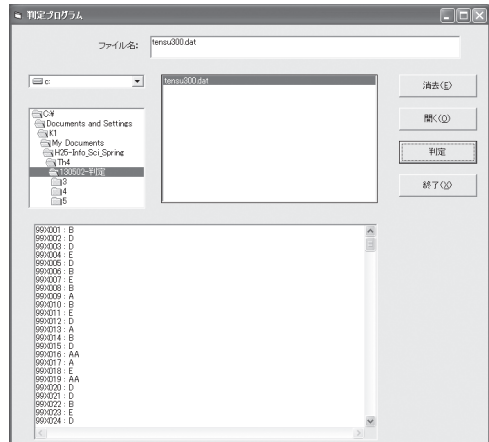 判定プログラム
ファイル名:
tensu300.dat
c:
tensu300.dat
消去(E)
開く(O)
判定
終了(X)
C:¥
Documents and Settings
K1
My Documents
H25-Info_Sci_Spring
Th4
130502-判定
3
4
5
99X001 : B
99X002 : D
99X003 : D
99X004 : E
99X005 : D
99X006 : B
99X007 : E
99X008 : B
99X009 : A
99X010 : B
99X011 : E
99X012 : D
99X013 : A
99X014 : B
99X015 : D
99X016 : AA
99X017 : A
99X018 : E
99X019 : AA
99X020 : D
99X021 : D
99X022 : B
99X023 : E
99X024 : D